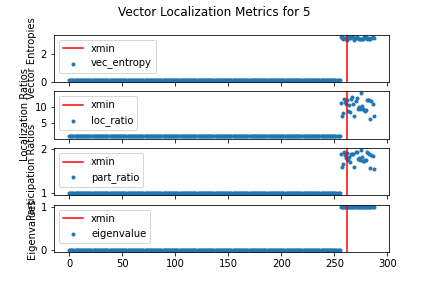 Vector Localization Metrics for 5
Vector Entropies
2
0
xmin
vec_entropy
Localization Ratios
10
5
xmin
loc_ratio
Participation Ratios
2
1
xmin
part_ratio
Eigenvalues
1
0
xmin
eigenvalue
0 50 100 150 200 250 300